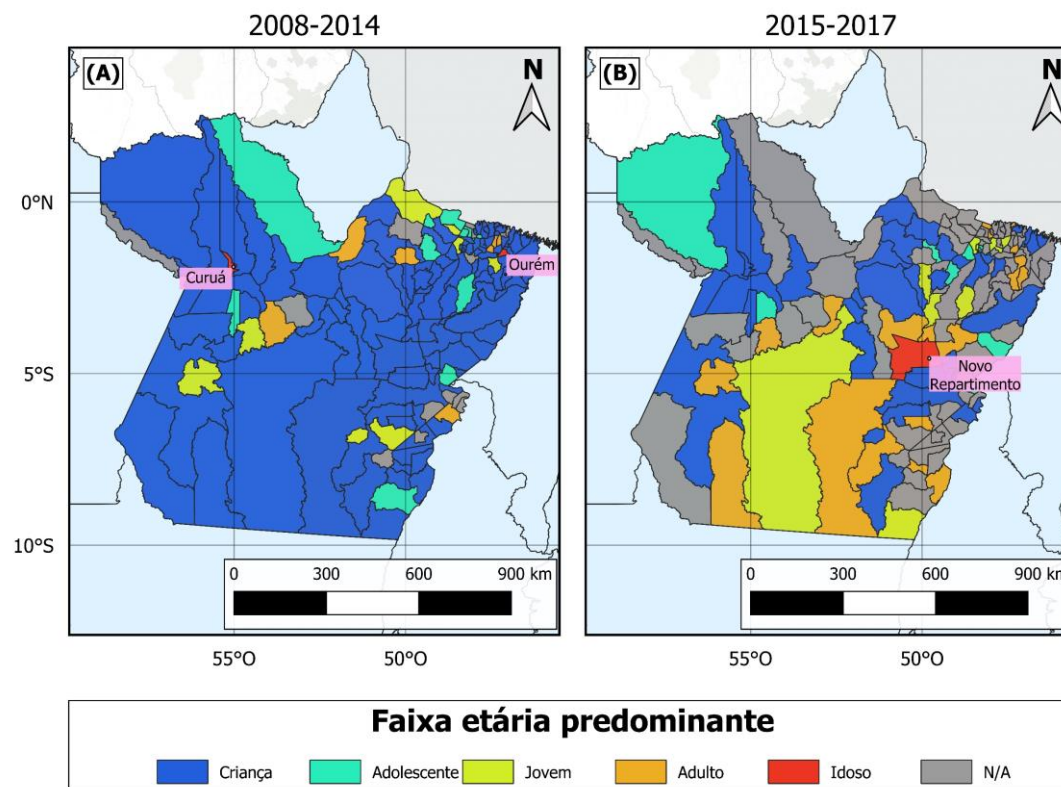 2008-2014
2015-2017
(A)
N
(B)
N
0°N
5°S
10°S
Curuá
Ourém
Novo
Repartimento
0 300 600 900 km
0 300 600 900 km
55°O 50°O
55°O 50°O
Faixa etária predominante
Criança Adolescente Jovem Adulto Idoso N/A